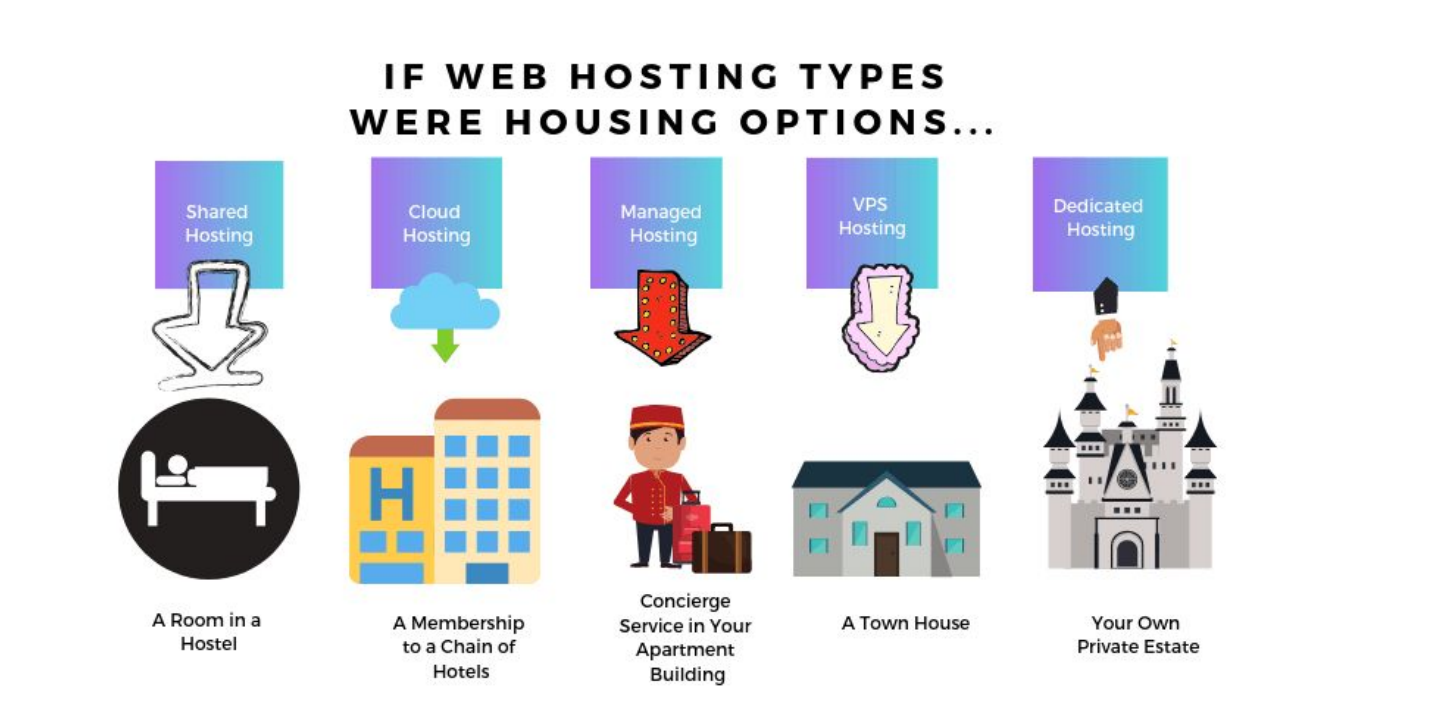 IF WEB HOSTING TYPES
WERE HOUSING OPTIONS...
Shared
Hosting
Cloud
Hosting
Managed
Hosting
VPS
Hosting
Dedicated
Hosting
H
A Room in a
Hostel
A Membership
to a Chain of
Hotels
Concierge
Service in Your
Apartment
Building
A Town House
Your Own
Private Estate